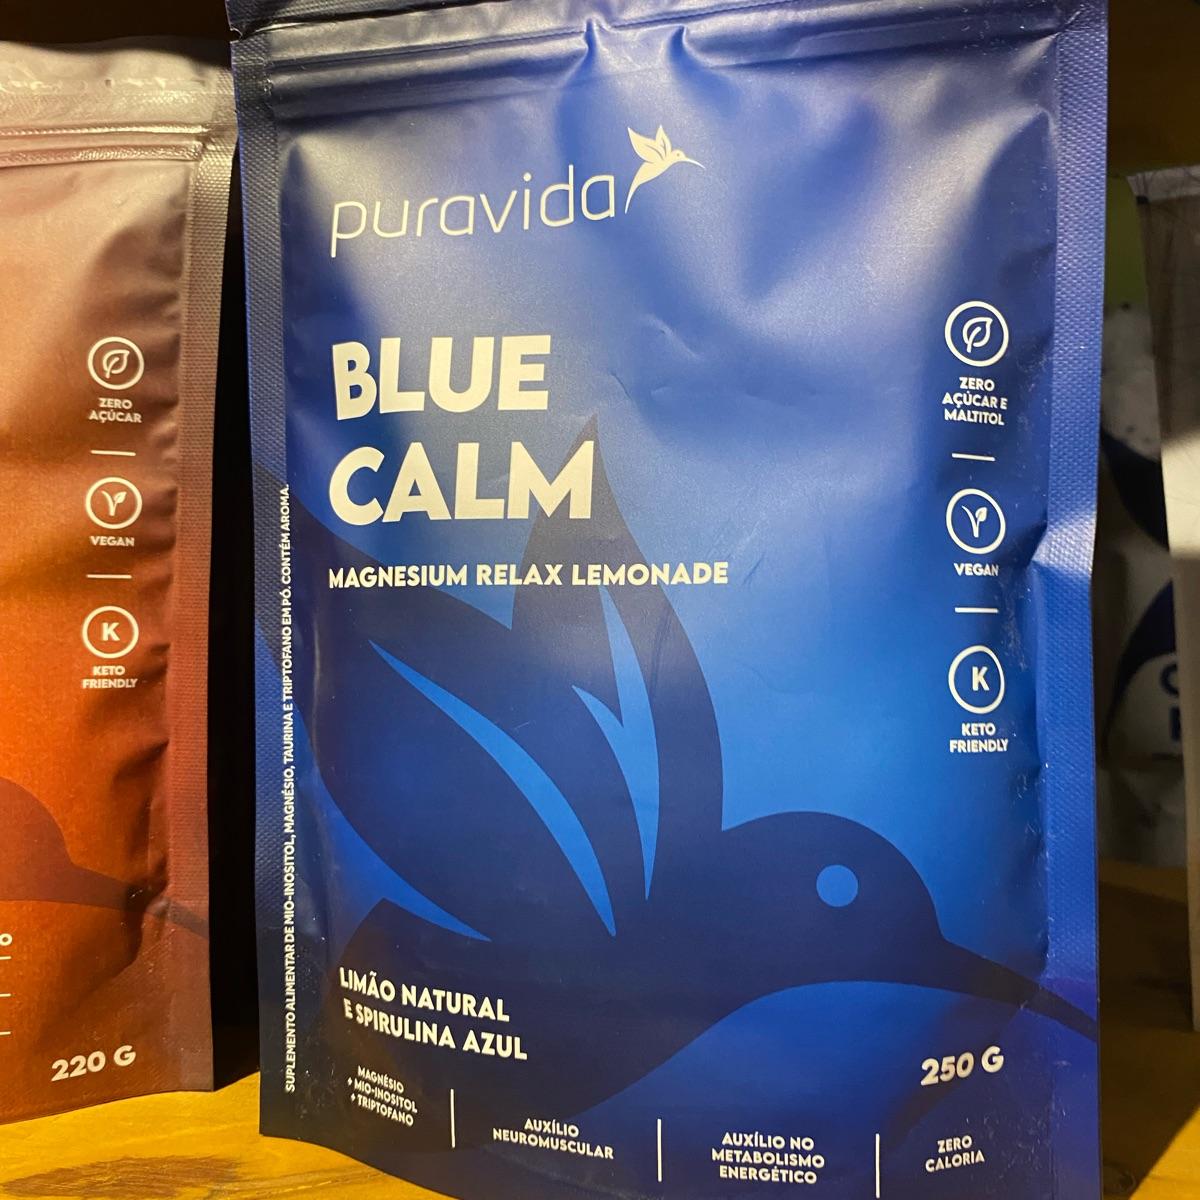 puravida
BLUE
CALM
MAGNESIUM RELAX LEMONADE
ZERO
AÇÚCAR E
MALTITOL
VEGAN
K
KETO
FRIENDLY
SUPLEMENTO ALIMENTAR DE MIO-INOSITOL, MAGNÉSIO, TAURINA E TRIPTOFANO EM PÓ. CONTÉM AROMA.
LIMÃO NATURAL
E SPIRULINA AZUL
250 G
MAGNÉSIO
+ MIO-INOSITOL
+ TRIPTOFANO
AUXÍLIO
NEUROMUSCULAR
AUXÍLIO NO
METABOLISMO
ENERGÉTICO
ZERO
CALORIA
ZERO
AÇÚCAR
VEGAN
K
KETO
FRIENDLY
220 G